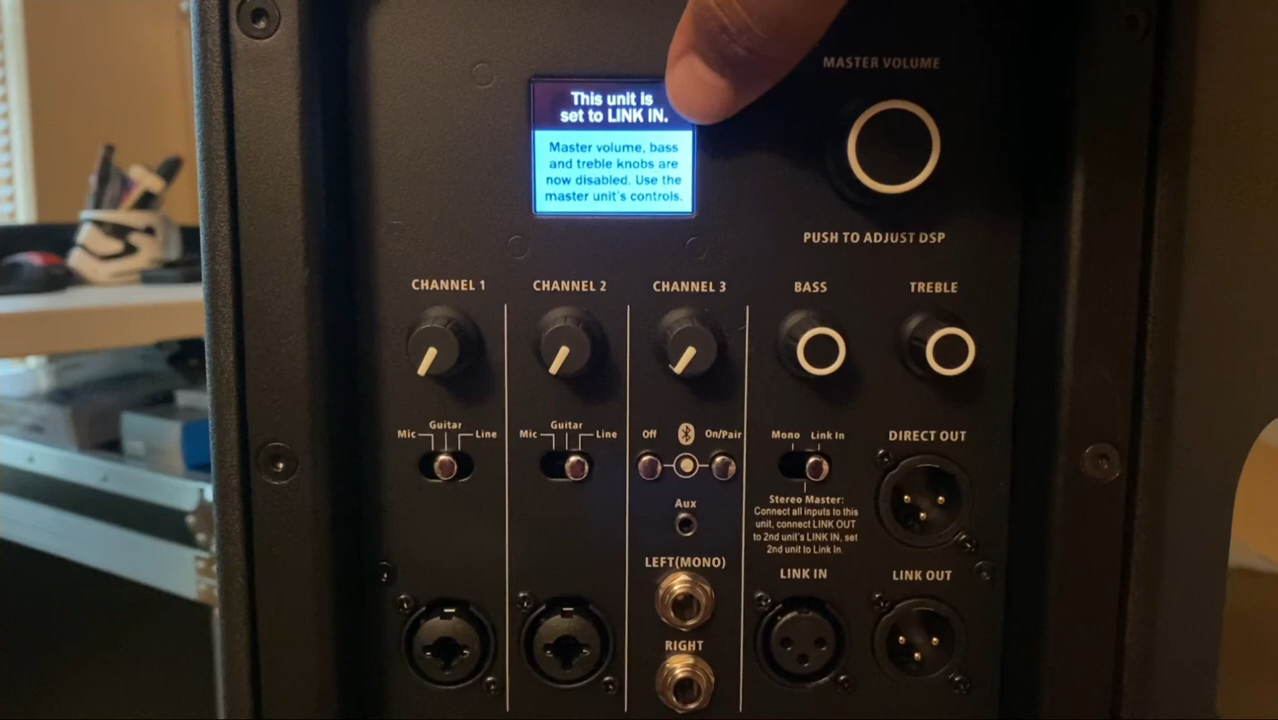 This unit is
set to LINK IN.
Master volume, bass
and treble knobs are
now disabled. Use the
master unit's controls.
MASTER VOLUME
PUSH TO ADJUST DSP
CHANNEL 1
CHANNEL 2
CHANNEL 3
BASS
TREBLE
Guitar
Mic
Line
Guitar
Mic
Line
Off
On/Pair
Mono
Link In
DIRECT OUT
Aux
Stereo Master:
Connect all inputs to this
unit, connect LINK OUT
to 2nd unit's LINK IN, set
2nd unit to Link In.
LEFT(MONO)
LINK IN
LINK OUT
RIGHT